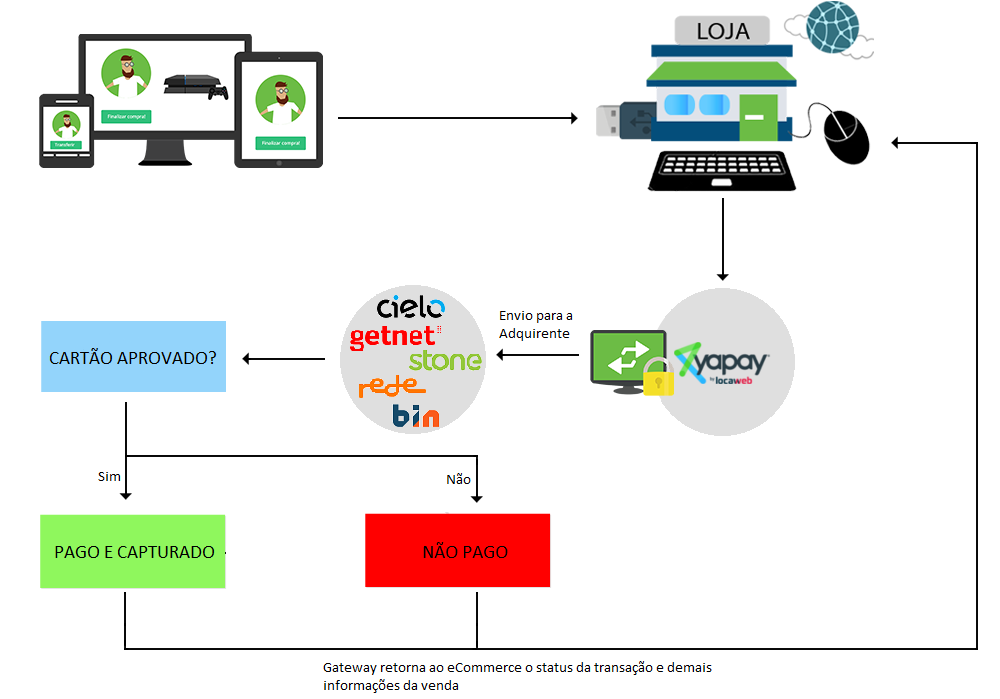 LOJA
Finalizar compra!
Transferir
Finalizar compra!
cielo
getnet
stone
rede
bin
Envio para a
Adquirente
yapay
by locaweb
CARTÃO APROVADO?
Sim
Não
PAGO E CAPTURADO
NÃO PAGO
Gateway retorna ao eCommerce o status da transação e demais
informações da venda